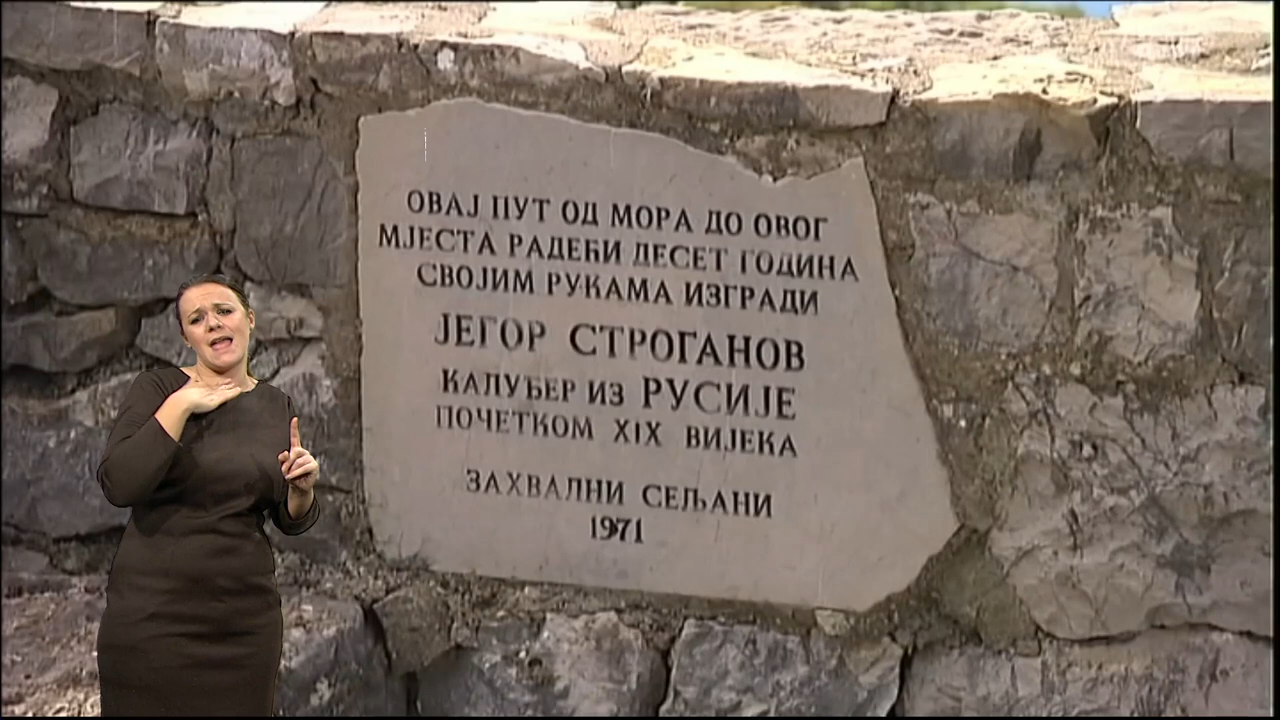 ОВАЈ ПУТ ОД МОРА ДО ОВОГ
МЈЕСТА РАДЕЋИ ДЕСЕТ ГОДИНА
СВОЈИМ РУКАМА ИЗГРАДИ
ЈЕГОР СТРОГАНОВ
КАЛУЂЕР ИЗ РУСИЈЕ
ПОЧЕТКОМ XIX ВИЈЕКА
ЗАХВАЛНИ СЕЉАНИ
1971